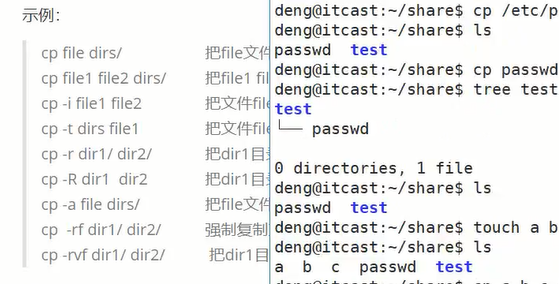 示例:
cp file dirs/ 把file文件
cp file1 file2 dirs/ 把file1 fil
cp -i file1 file2 把文件file
cp -t dirs file1 把文件file
cp -r dir1/ dir2/ 把dir1目录
cp -R dir1 dir2 把dir1目
cp -a file dirs/ 把file文件
cp -rf dir1/ dir2/ 强制复制
cp -rvf dir1/ dir2/ 把dir1目
deng@itcast:~/share$ cp /etc/p
deng@itcast:~/share$ ls
passwd test
deng@itcast:~/share$ cp passwd
deng@itcast:~/share$ tree test
test
└── passwd
0 directories, 1 file
deng@itcast:~/share$ ls
passwd test
deng@itcast:~/share$ touch a b
deng@itcast:~/share$ ls
a b c passwd test